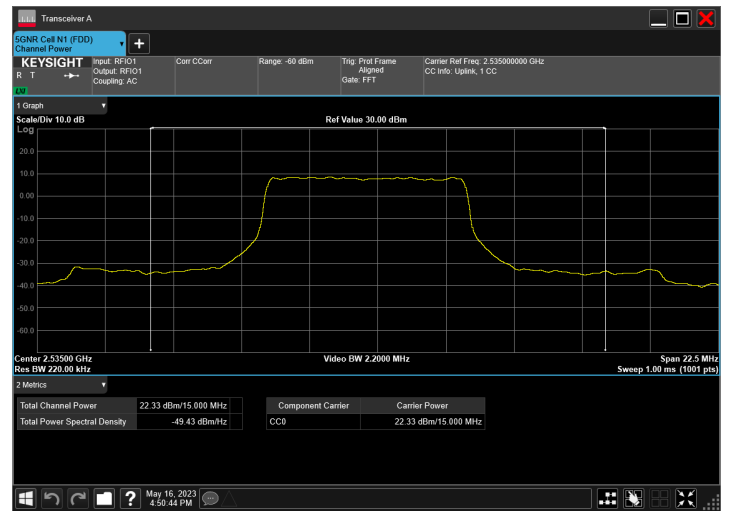 Transceiver A
5GNR Cell N1 (FDD)
Channel Power
KEYSIGHT
R T
LXI
Input: RFIO1
Output: RFIO1
Coupling: AC
Corr CCorr
Range: -60 dBm
Trig: Prot Frame
Aligned
Gate: FFT
Carrier Ref Freq: 2.535000000 GHz
CC Info: Uplink, 1 CC
1 Graph
Scale/Div 10.0 dB
Ref Value 30.00 dBm
Log
20.0
10.0
0.00
-10.0
-20.0
-30.0
-40.0
-50.0
-60.0
Center 2.53500 GHz
Video BW 2.2000 MHz
Span 22.5 MHz
Res BW 220.00 kHz
Sweep 1.00 ms (1001 pts)
2 Metrics
Total Channel Power 22.33 dBm/15.000 MHz
Total Power Spectral Density -49.43 dBm/Hz
Component Carrier Carrier Power
CC0 22.33 dBm/15.000 MHz
?
May 16, 2023
4:50:44 PM